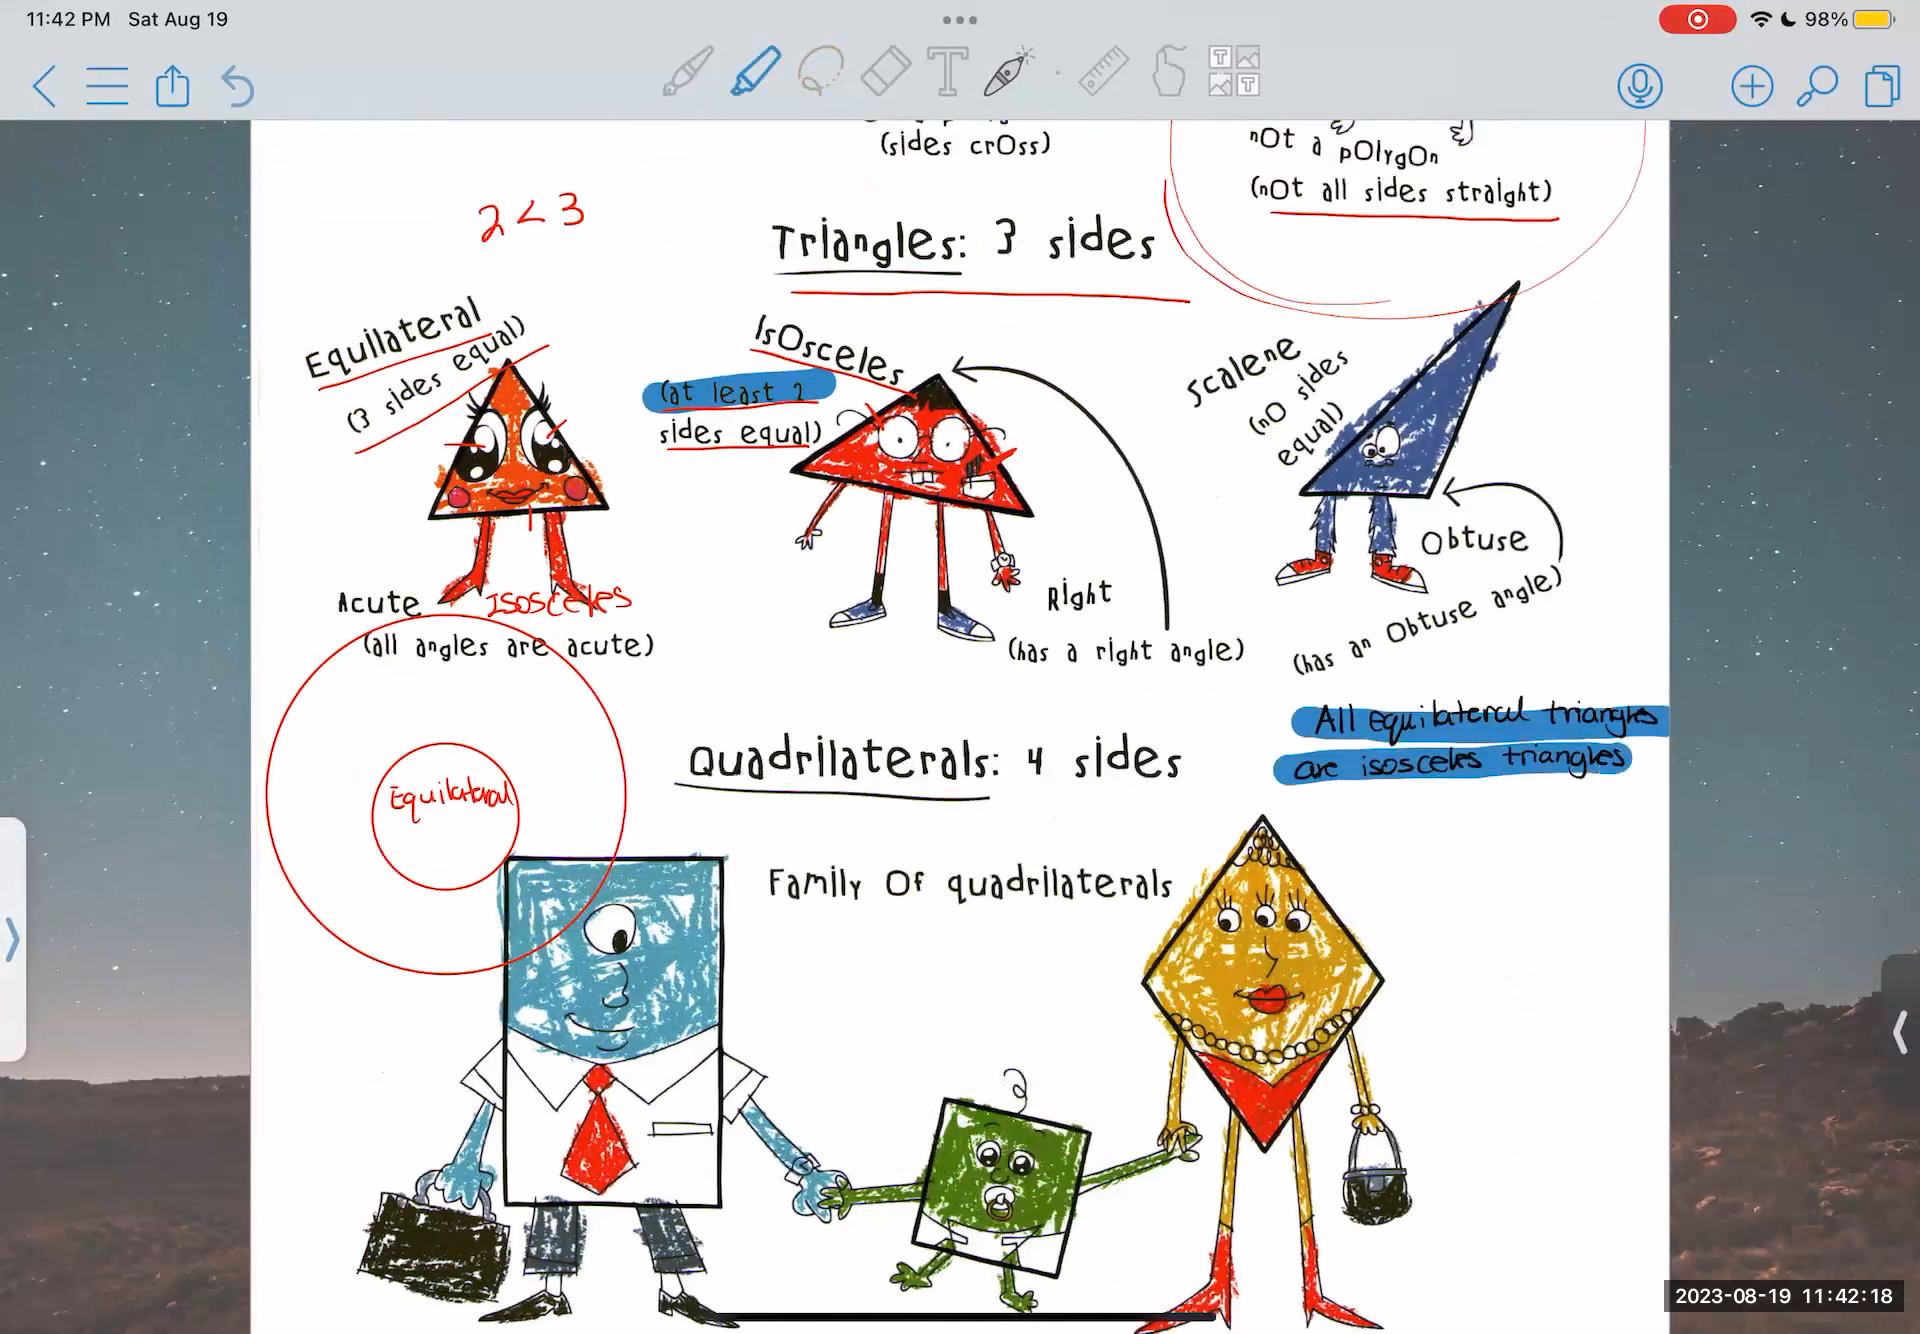 11:42 PM Sat Aug 19
98%
(sides cross)
not a polygon
(not all sides straight)
2 < 3
Triangles: 3 sides
Equilateral
(3 sides equal)
Isosceles
(at least 2
sides equal)
Scalene
(no sides
equal)
Acute
Isosceles
(all angles are acute)
Right
(has a right angle)
Obtuse
(has an obtuse angle)
All equilateral triangles
are isosceles triangles
Quadrilaterals: 4 sides
Equilateral
Family of quadrilaterals
2023-08-19 11:42:18